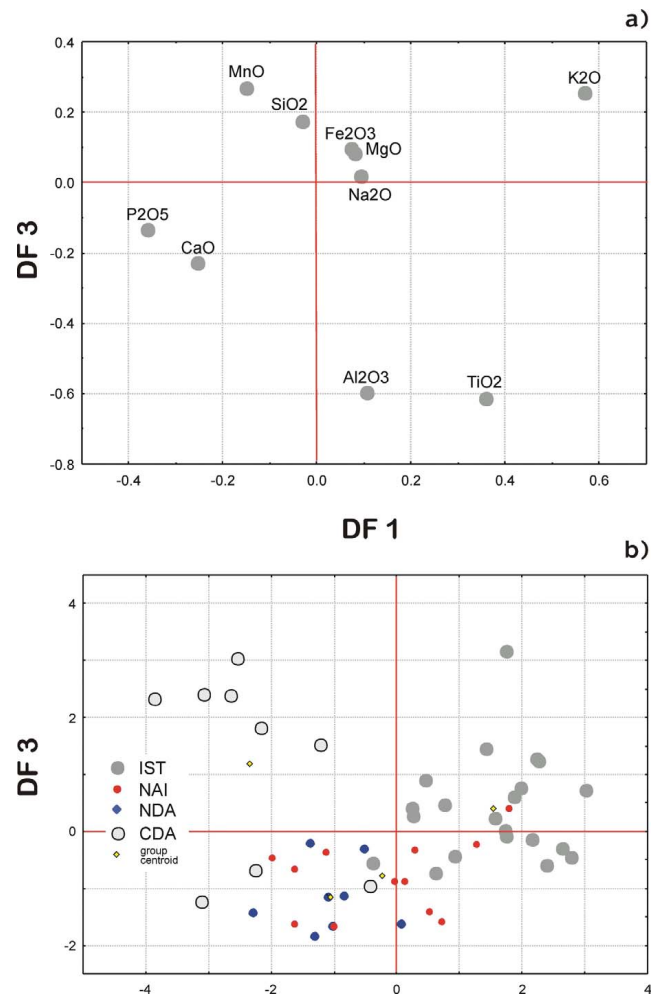 a)
0.4
MnO
K2O
SiO2
0.2
Fe2O3
MgO
0.0
Na2O
P2O5
DF 3
-0.2
CaO
-0.4
Al2O3
TiO2
-0.6
-0.8
-0.4 -0.2 0.0 0.2 0.4 0.6
DF 1
b)
4
2
DF 3
IST
NAI
NDA
CDA
group
centroid
0
-2
-4 -2 0 2 4